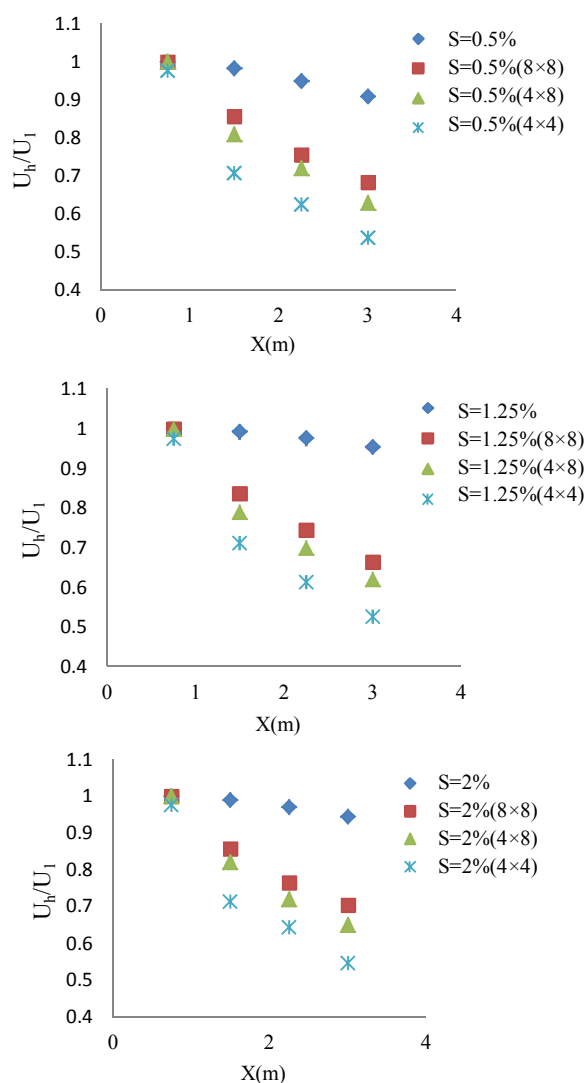 1.1
1
0.9
0.8
0.7
0.6
0.5
0.4
U_h/U_l
0 1 2 3 4
X(m)
S=0.5%
S=0.5%(8×8)
S=0.5%(4×8)
S=0.5%(4×4)
1.1
1
0.9
0.8
0.7
0.6
0.5
0.4
U_h/U_l
0 1 2 3 4
X(m)
S=1.25%
S=1.25%(8×8)
S=1.25%(4×8)
S=1.25%(4×4)
1.1
1
0.9
0.8
0.7
0.6
0.5
0.4
U_h/U_l
0 2 4
X(m)
S=2%
S=2%(8×8)
S=2%(4×8)
S=2%(4×4)